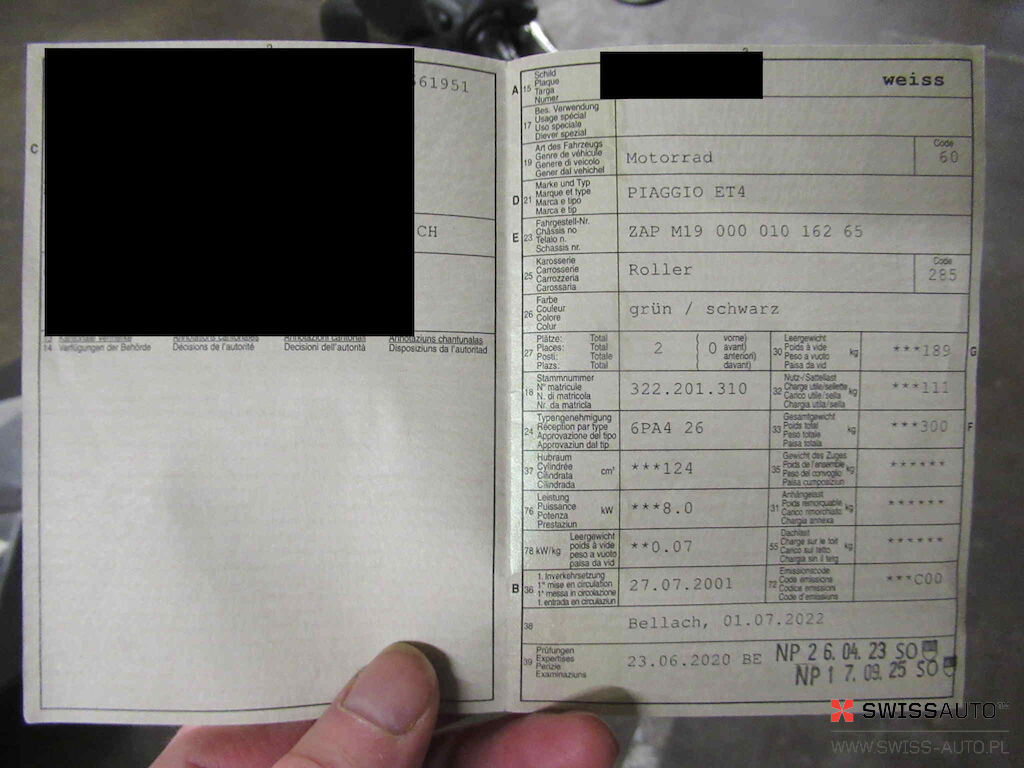 61951
C
CH
14 Verfügungen der Behörde Décisions de l'autorité Decisioni dell'autorità Disposiziuns da l'autoritad
A 15 Schild weiss
Plaque
Targa
Numer
17 Bes. Verwendung
Usage spécial
Uso speciale
Diever spezial
19 Art des Fahrzeugs Motorrad Code 60
Genre de véhicule
Genere di veicolo
Gener dal vehichel
D 21 Marke und Typ PIAGGIO ET4
Marque et type
Marca e tipo
Marca e tip
E 23 Fahrgestell-Nr. ZAP M19 000 010 162 65
Châssis no
Telaio n.
Schassis nr.
25 Karosserie Roller Code 285
Carrosserie
Carrozzeria
Carossaria
26 Farbe grün / schwarz
Couleur
Colore
Colur
27 Plätze: Total 2 ( 0 vorne)
Places: Total avant)
Posti: Totale anteriori)
Plazs: Total davant)
30 Leergewicht kg ***189 G
Poids à vide
Peso a vuoto
Paisa da vid
18 Stammnummer 322.201.310
N° matricule
N. di matricola
Nr. da matricla
32 Nutz-/Sattellast kg ***111
Charge utile/sellette
Carico utile/sella
Chargia utila/sella
24 Typengenehmigung 6PA4 26
Réception par type
Approvazione del tipo
Approvaziun dal tip
33 Gesamtgewicht kg ***300 F
Poids total
Peso totale
Paisa totala
37 Hubraum cm³ ***124
Cylindrée
Cilindrata
Cilindrada
35 Gewicht des Zuges kg ******
Poids de l'ensemble
Peso del convoglio
Paisa cumposiziun
76 Leistung kW ***8.0
Puissance
Potenza
Prestaziun
31 Anhängelast kg ******
Poids remorquable
Carico rimorchiato
Chargia annexa
78 kW/kg Leergewicht **0.07
poids à vide
peso a vuoto
paisa da vid
55 Dachlast kg ******
Charge sur le toit
Carico sul tetto
Chargia sin il tetg
B 36 1. Inverkehrsetzung 27.07.2001
1re mise en circulation
1a messa in circolazione
1. entrada en circulaziun
72 Emissionscode ***C00
Code émissions
Codice emissioni
Code d'emissiuns
38 Bellach, 01.07.2022
39 Prüfungen 23.06.2020 BE NP 26.04.23 SO
Expertises NP 17.09.25 SO
Perizie
Examinaziuns
SWISSAUTO
WWW.SWISS-AUTO.PL